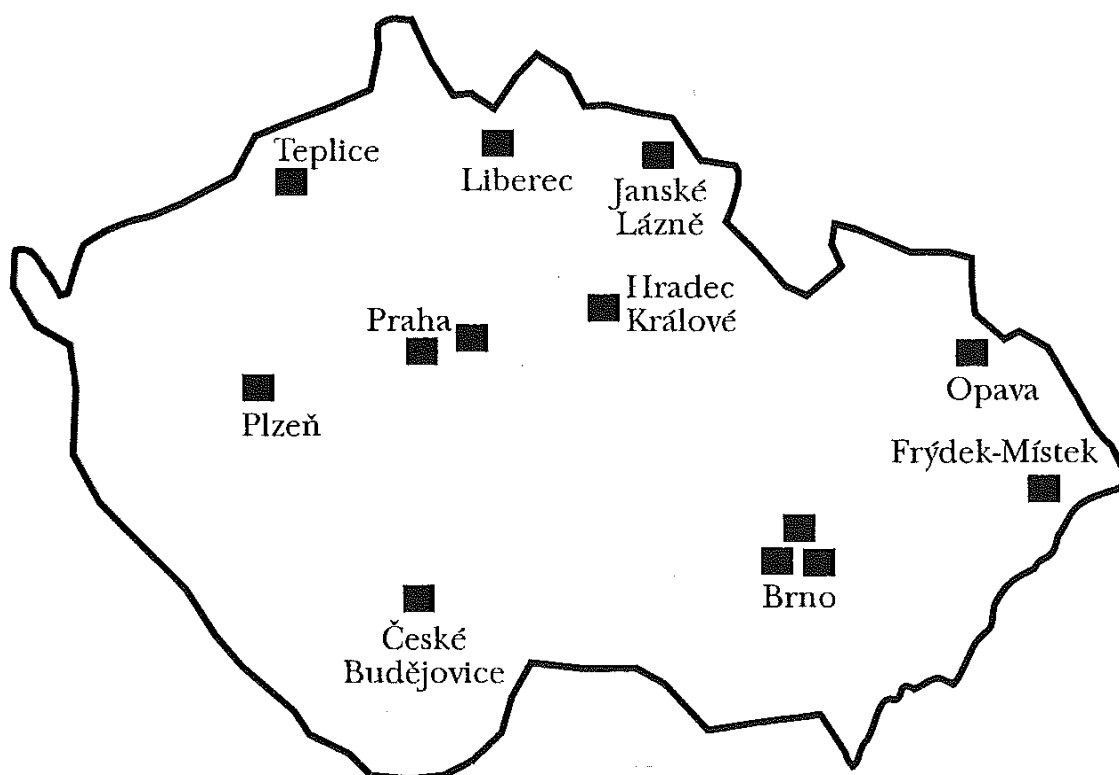 Teplice
Liberec
Janské
Lázně
Hradec
Králové
Praha
Plzeň
Opava
Frýdek-Místek
Brno
České
Budějovice